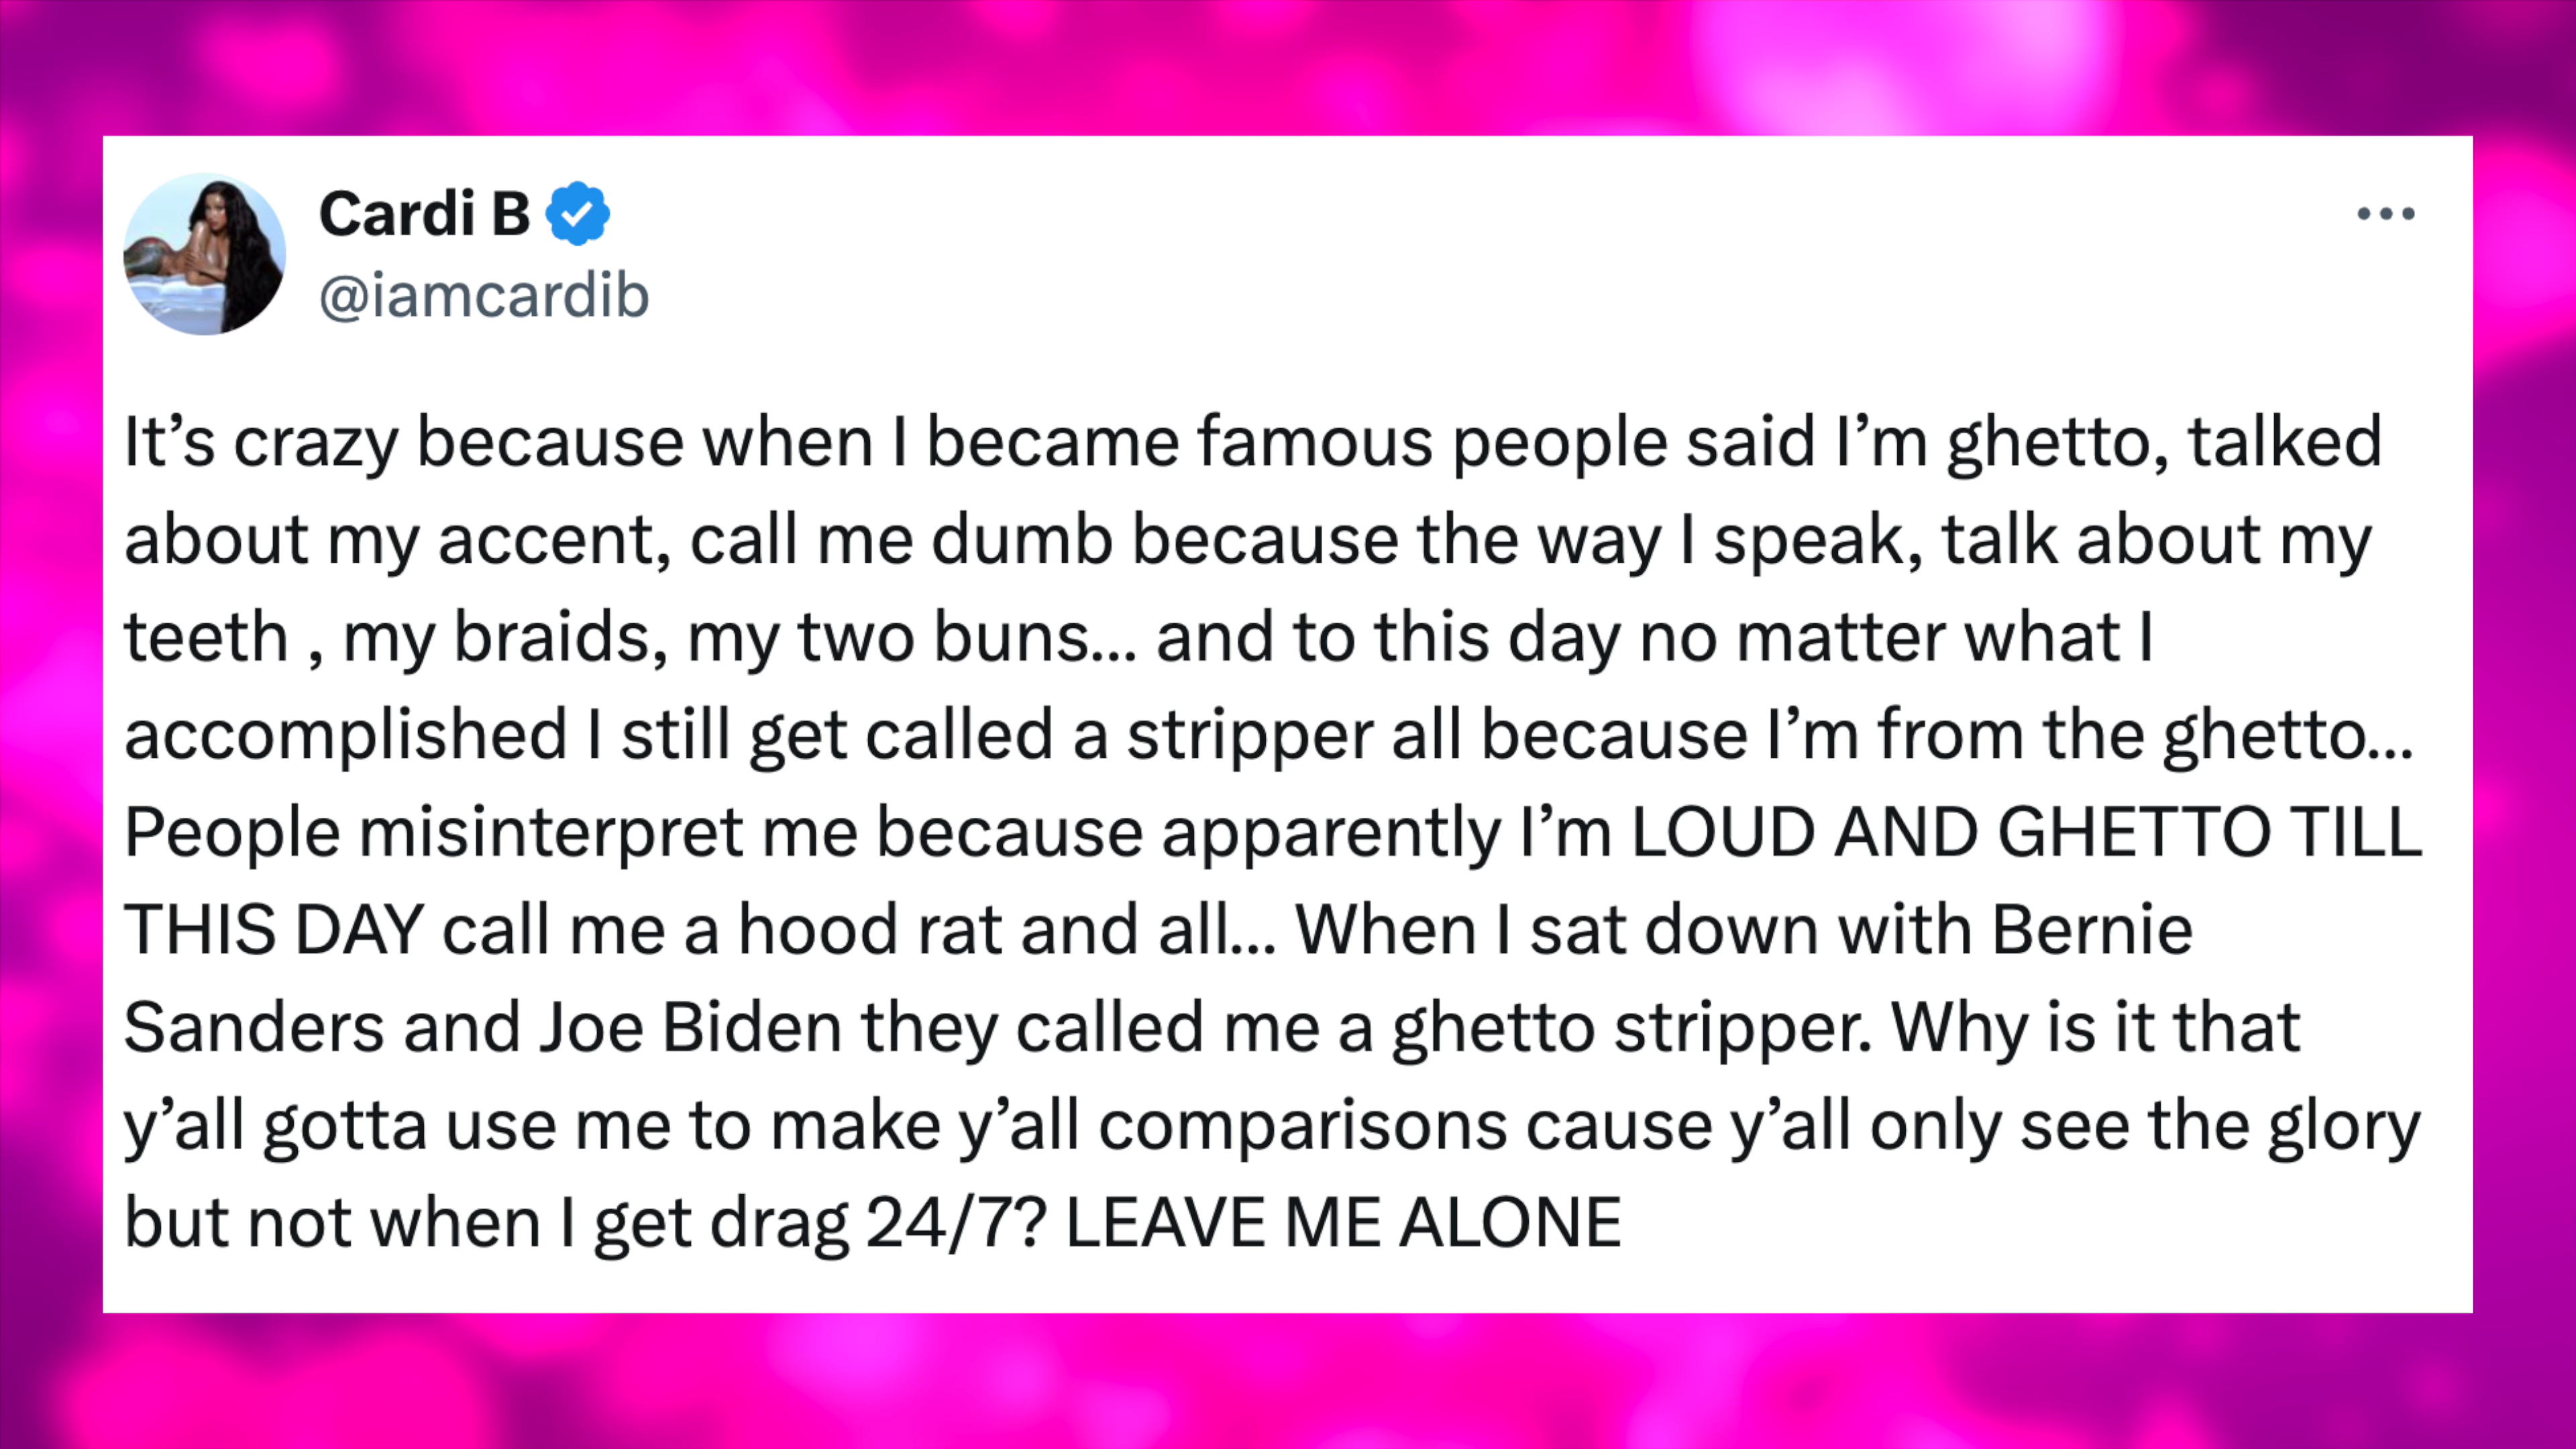 Cardi B
@iamcardib
It’s crazy because when I became famous people said I’m ghetto, talked
about my accent, call me dumb because the way I speak, talk about my
teeth , my braids, my two buns... and to this day no matter what I
accomplished I still get called a stripper all because I’m from the ghetto...
People misinterpret me because apparently I’m LOUD AND GHETTO TILL
THIS DAY call me a hood rat and all... When I sat down with Bernie
Sanders and Joe Biden they called me a ghetto stripper. Why is it that
y’all gotta use me to make y’all comparisons cause y’all only see the glory
but not when I get drag 24/7? LEAVE ME ALONE